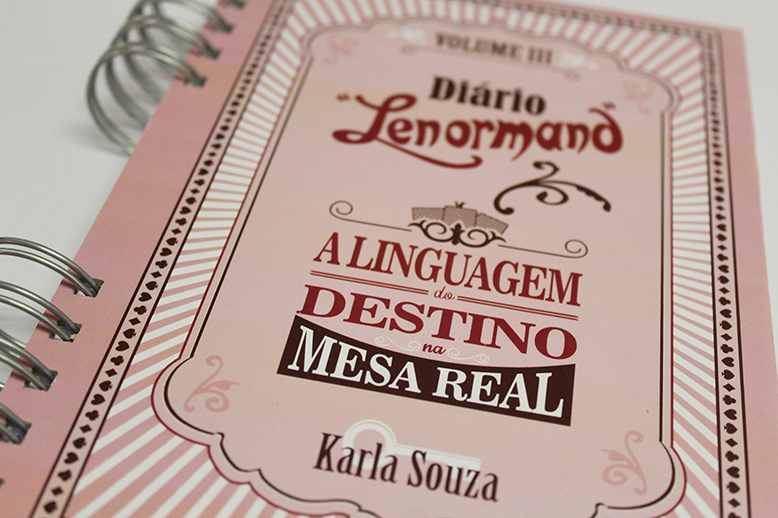 VOLUME III
Diário
Lenormand
A LINGUAGEM
do
DESTINO
na
MESA REAL
Karla Souza